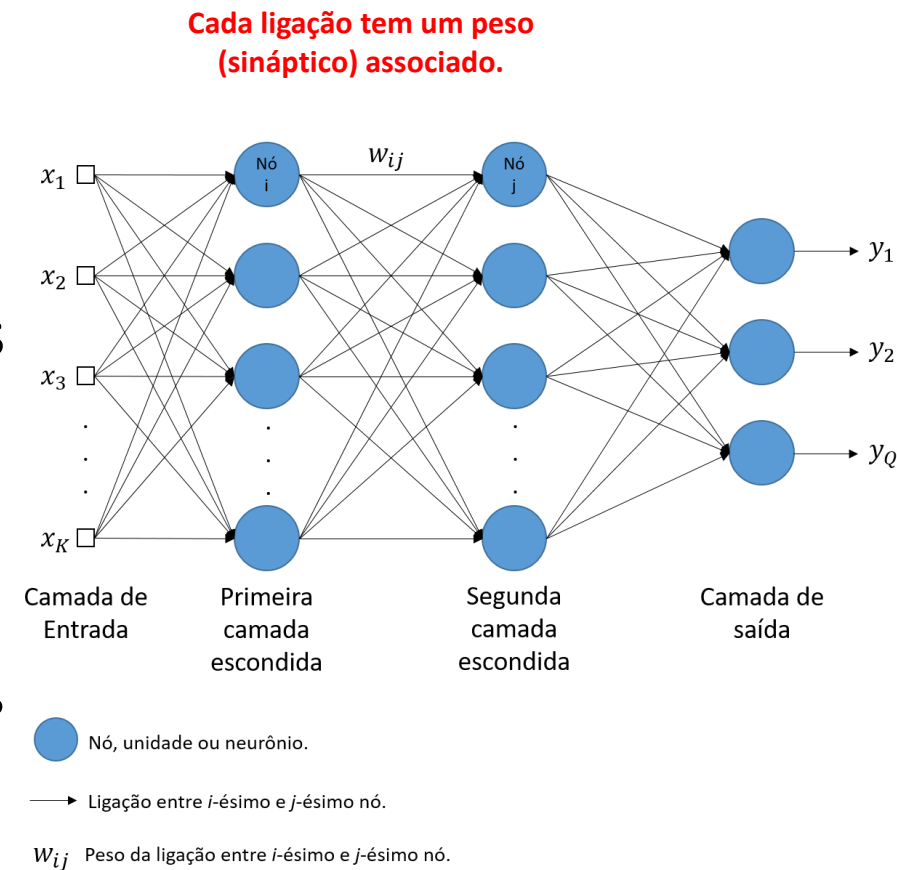 Cada ligação tem um peso
(sináptico) associado.
x₁
Nó
i
wᵢⱼ
Nó
j
x₂
y₁
x₃
y₂
.
.
.
.
.
.
.
.
.
y_Q
x_K
Camada de
Entrada
Primeira
camada
escondida
Segunda
camada
escondida
Camada de
saída
Nó, unidade ou neurônio.
Ligação entre i-ésimo e j-ésimo nó.
wᵢⱼ Peso da ligação entre i-ésimo e j-ésimo nó.